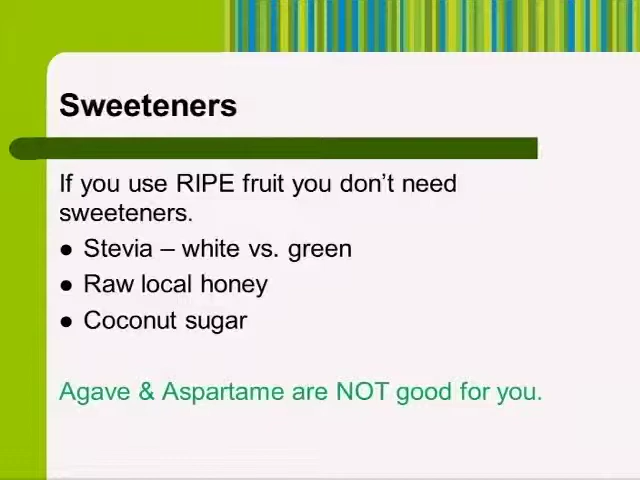 Sweeteners
If you use RIPE fruit you don’t need
sweeteners.
● Stevia – white vs. green
● Raw local honey
● Coconut sugar
Agave & Aspartame are NOT good for you.